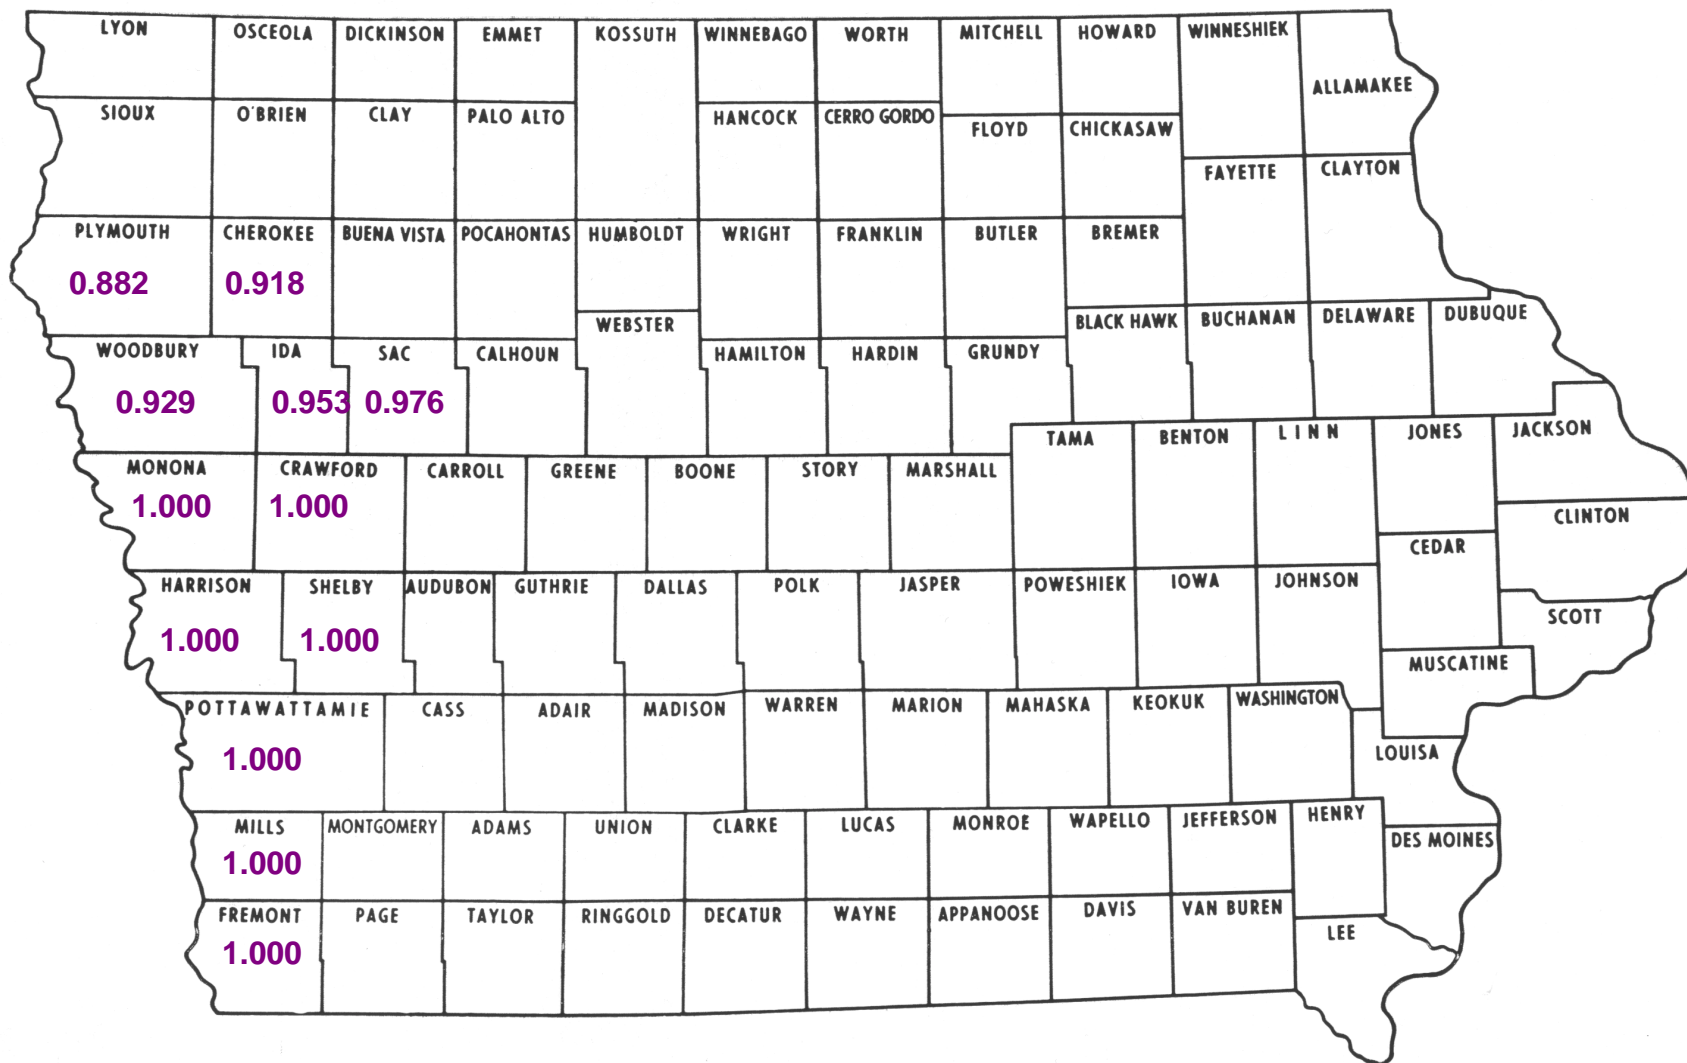 LYON OSCEOLA DICKINSON EMMET KOSSUTH WINNEBAGO WORTH MITCHELL HOWARD WINNESHIEK
ALLAMAKEE
SIOUX O'BRIEN CLAY PALO ALTO HANCOCK CERRO GORDO FLOYD CHICKASAW
FAYETTE CLAYTON
PLYMOUTH CHEROKEE BUENA VISTA POCAHONTAS HUMBOLDT WRIGHT FRANKLIN BUTLER BREMER
0.882 0.918
WEBSTER BLACK HAWK BUCHANAN DELAWARE DUBUQUE
WOODBURY IDA SAC CALHOUN HAMILTON HARDIN GRUNDY
0.929 0.953 0.976
TAMA BENTON LINN JONES JACKSON
MONONA CRAWFORD CARROLL GREENE BOONE STORY MARSHALL
1.000 1.000
CLINTON
CEDAR
HARRISON SHELBY AUDUBON GUTHRIE DALLAS POLK JASPER POWESHIEK IOWA JOHNSON
SCOTT
1.000 1.000
MUSCATINE
POTTAWATTAMIE CASS ADAIR MADISON WARREN MARION MAHASKA KEOKUK WASHINGTON
1.000
LOUISA
MILLS MONTGOMERY ADAMS UNION CLARKE LUCAS MONROE WAPELLO JEFFERSON HENRY
DES MOINES
1.000
FREMONT PAGE TAYLOR RINGGOLD DECATUR WAYNE APPANOOSE DAVIS VAN BUREN
LEE
1.000